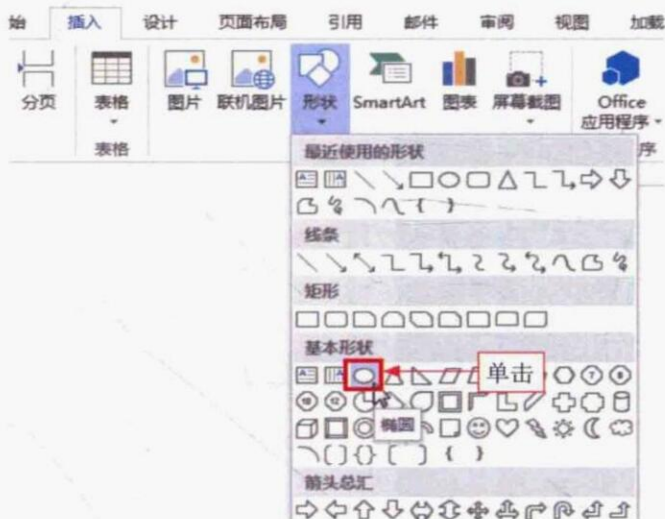 始 插入 设计 页面布局 引用 邮件 审阅 视图 加载
分页 表格 图片 联机图片 形状 SmartArt 图表 屏幕截图 Office
应用程序
表格 序
最近使用的形状
线条
矩形
基本形状
单击
椭圆
箭头总汇